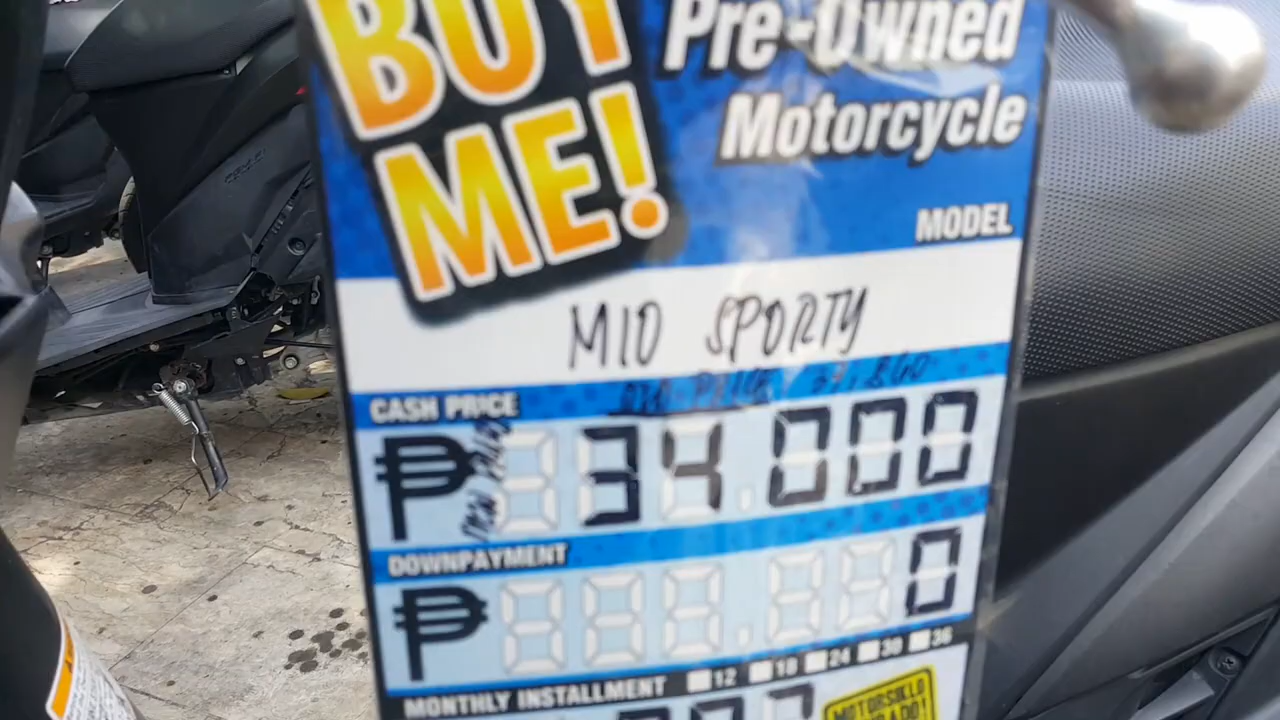 BUY
ME!
Pre-Owned
Motorcycle
MODEL
MIO SPORTY
CASH PRICE
₱ 34,000
DOWNPAYMENT
₱ 0
MONTHLY INSTALLMENT 12 18 24 30 36
MOTORSIKLO